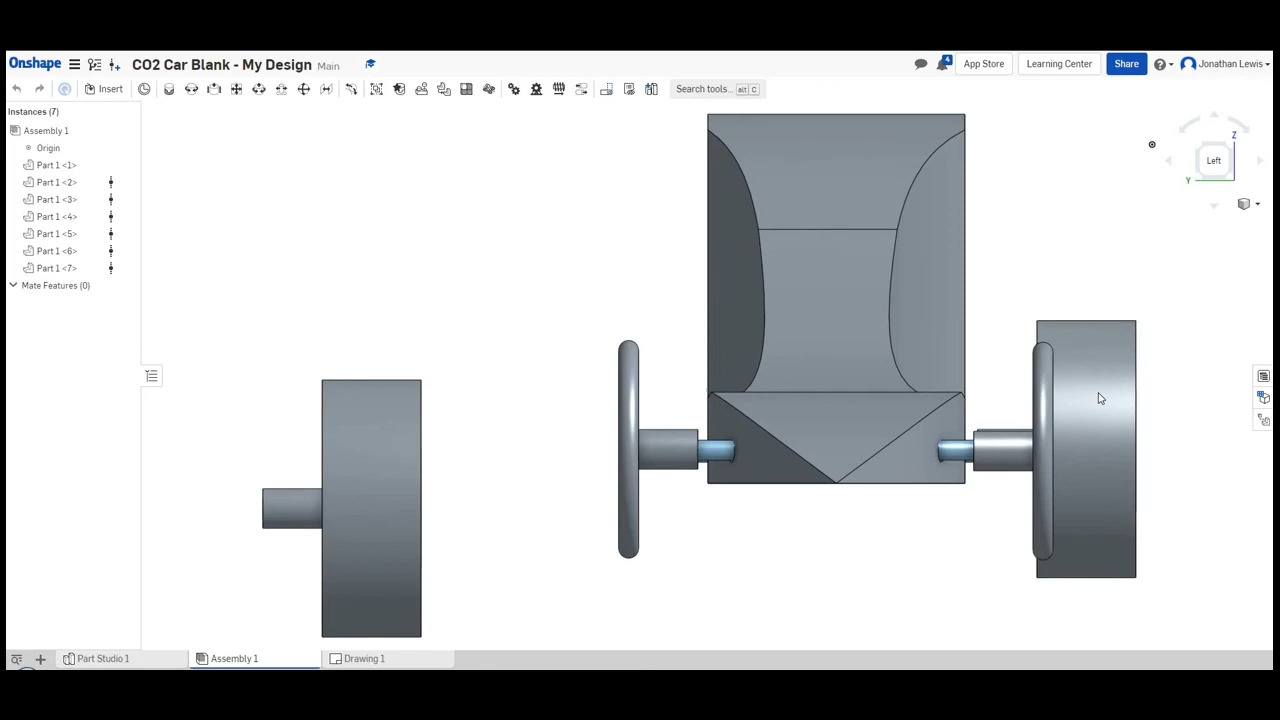 Onshape CO2 Car Blank - My Design Main 4 App Store Learning Center Share Jonathan Lewis
Insert Search tools... alt C
Instances (7)
Assembly 1
Origin
Part 1 <1>
Part 1 <2>
Part 1 <3>
Part 1 <4>
Part 1 <5>
Part 1 <6>
Part 1 <7>
Mate Features (0)
Z
Left
Y
Part Studio 1 Assembly 1 Drawing 1